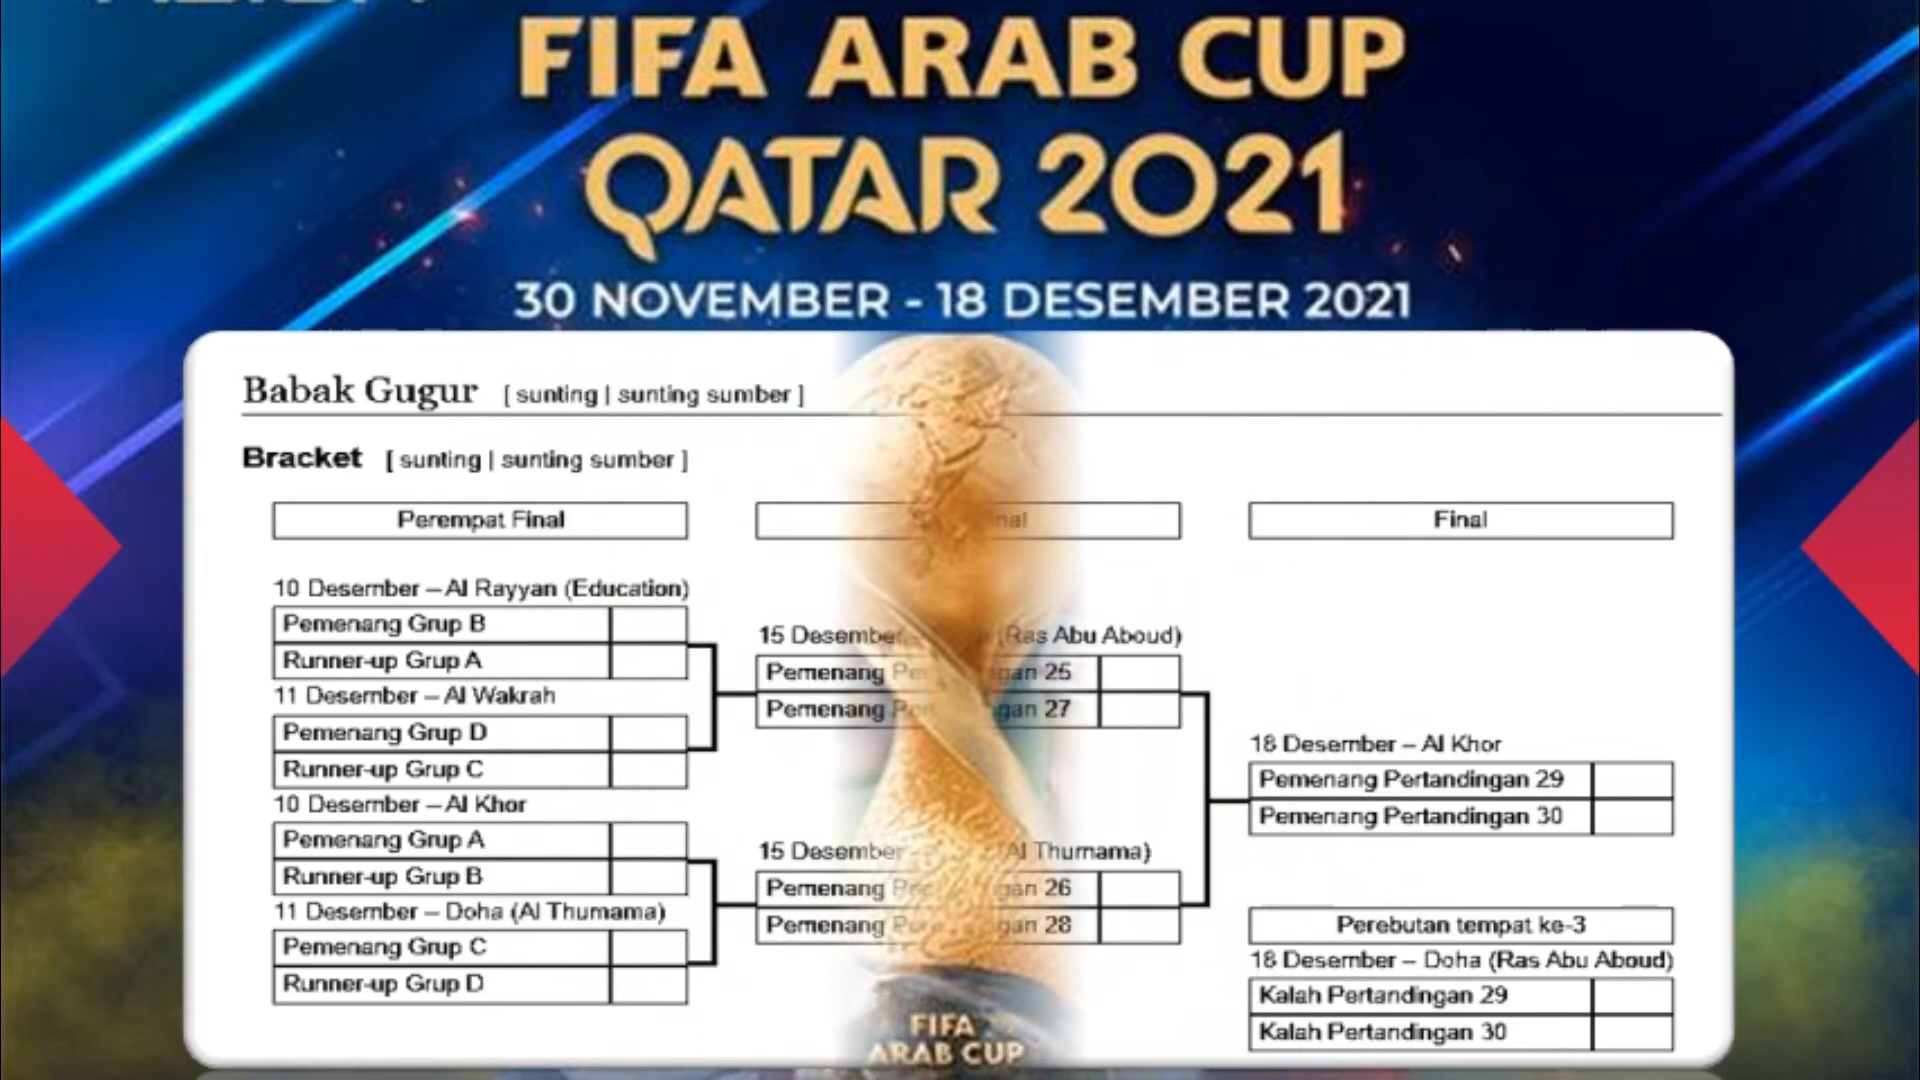 FIFA ARAB CUP
QATAR 2021
30 NOVEMBER - 18 DESEMBER 2021
Babak Gugur [ sunting | sunting sumber ]
Bracket [ sunting | sunting sumber ]
Perempat Final
Final
10 Desember – Al Rayyan (Education)
Pemenang Grup B
Runner-up Grup A
11 Desember – Al Wakrah
Pemenang Grup D
Runner-up Grup C
10 Desember – Al Khor
Pemenang Grup A
Runner-up Grup B
11 Desember – Doha (Al Thumama)
Pemenang Grup C
Runner-up Grup D
15 Desember (Ras Abu Aboud)
Pemenang 25
Pemenang 27
15 Desember – (Al Thumama)
Pemenang 26
Pemenang 28
18 Desember – Al Khor
Pemenang Pertandingan 29
Pemenang Pertandingan 30
Perebutan tempat ke-3
18 Desember – Doha (Ras Abu Aboud)
Kalah Pertandingan 29
Kalah Pertandingan 30
FIFA
ARAB CUP